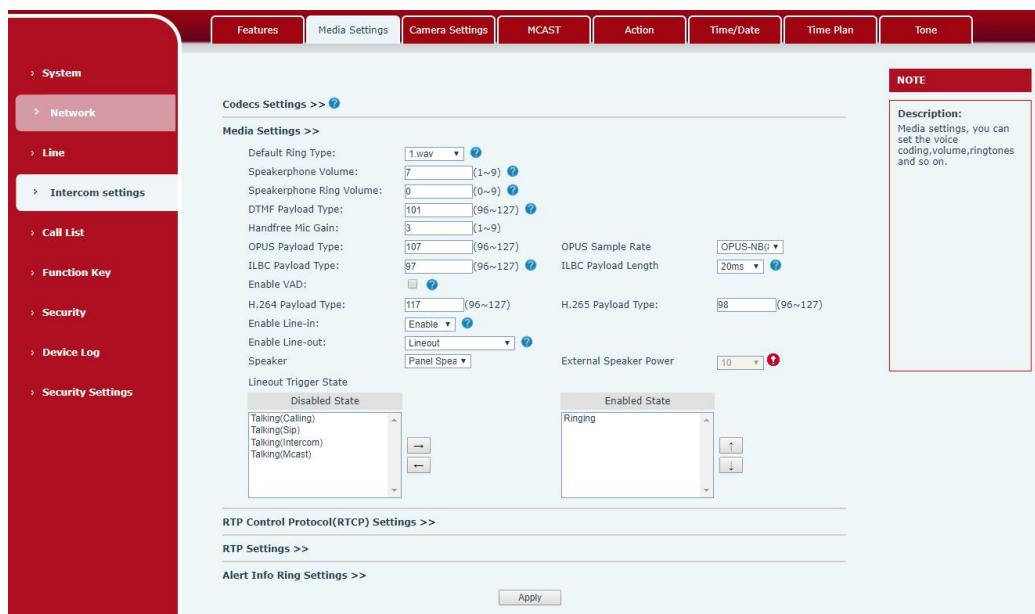 Features Media Settings Camera Settings MCAST Action Time/Date Time Plan Tone
› System
› Network
› Line
› Intercom settings
› Call List
› Function Key
› Security
› Device Log
› Security Settings
Codecs Settings >>
Media Settings >>
Default Ring Type: 1.wav
Speakerphone Volume: 7 (1~9)
Speakerphone Ring Volume: 0 (0~9)
DTMF Payload Type: 101 (96~127)
Handfree Mic Gain: 3 (1~9)
OPUS Payload Type: 107 (96~127) OPUS Sample Rate OPUS-NB(
ILBC Payload Type: 97 (96~127) ILBC Payload Length 20ms
Enable VAD:
H.264 Payload Type: 117 (96~127) H.265 Payload Type: 98 (96~127)
Enable Line-in: Enable
Enable Line-out: Lineout
Speaker Panel Spea External Speaker Power 10
Lineout Trigger State
Disabled State Enabled State
Talking(Calling) Ringing
Talking(Sip)
Talking(Intercom)
Talking(Mcast)
→ ↑
← ↓
RTP Control Protocol(RTCP) Settings >>
RTP Settings >>
Alert Info Ring Settings >>
Apply
NOTE
Description:
Media settings, you can
set the voice
coding,volume,ringtones
and so on.